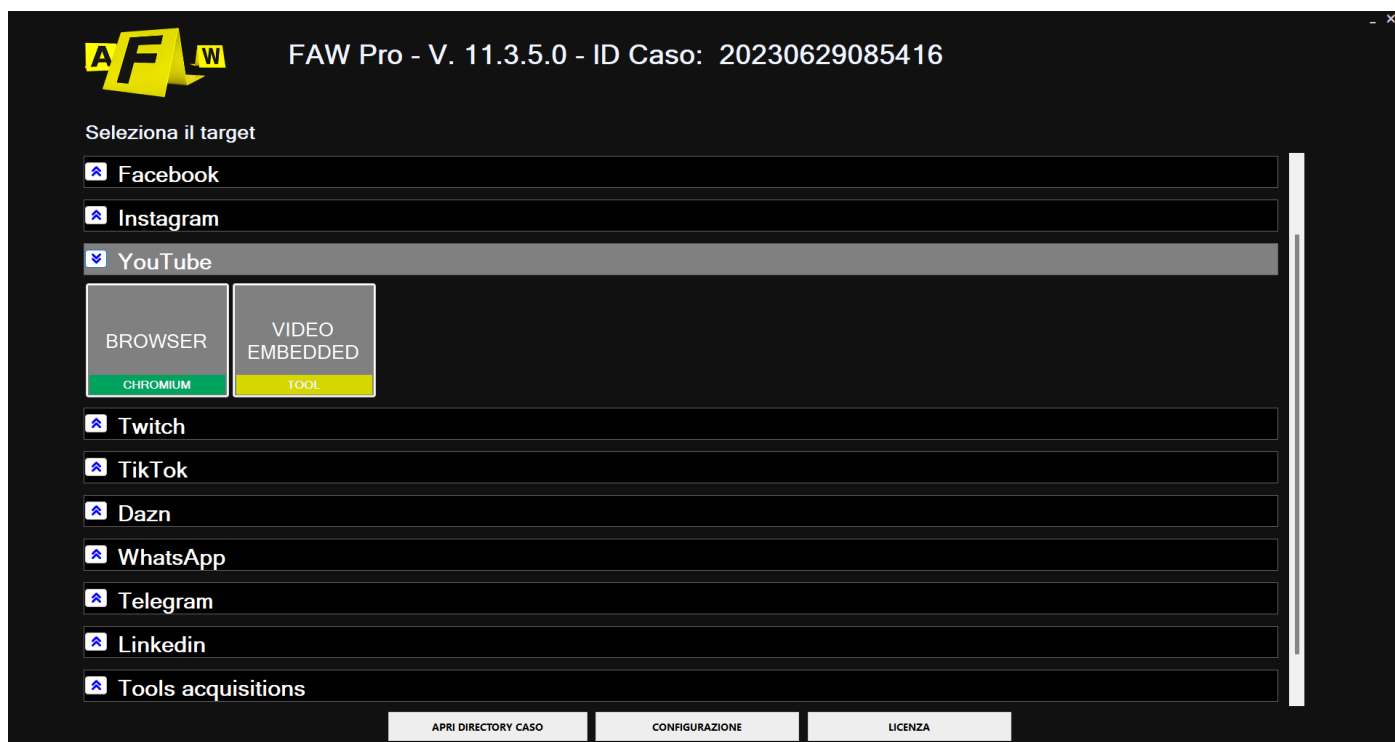 A F W
FAW Pro - V. 11.3.5.0 - ID Caso: 20230629085416
Seleziona il target
Facebook
Instagram
YouTube
BROWSER
CHROMIUM
VIDEO
EMBEDDED
TOOL
Twitch
TikTok
Dazn
WhatsApp
Telegram
Linkedin
Tools acquisitions
APRI DIRECTORY CASO
CONFIGURAZIONE
LICENZA